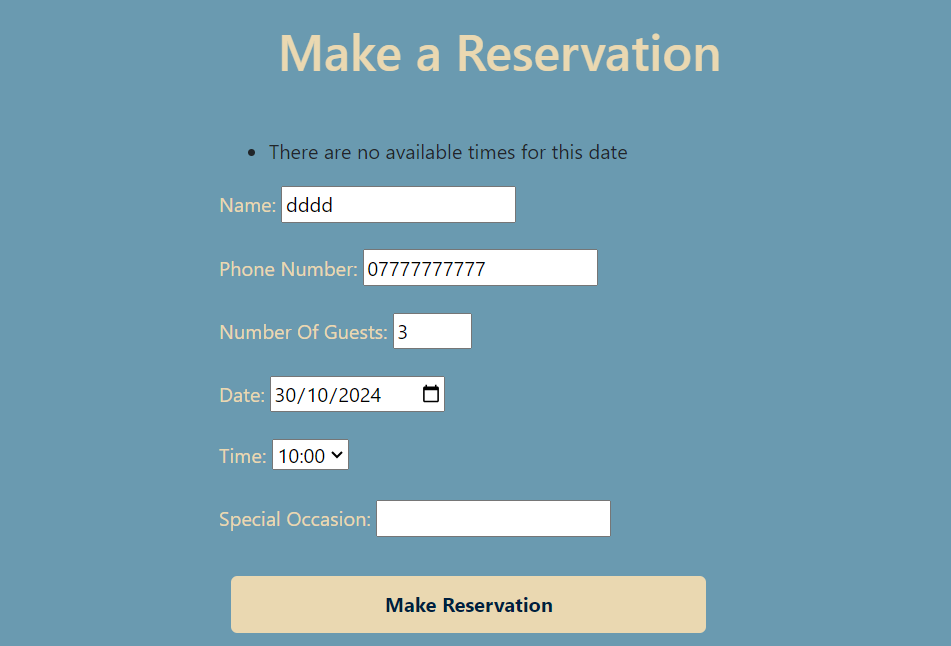 Make a Reservation
There are no available times for this date
Name: dddd
Phone Number: 07777777777
Number Of Guests: 3
Date: 30/10/2024
Time: 10:00
Special Occasion:
Make Reservation